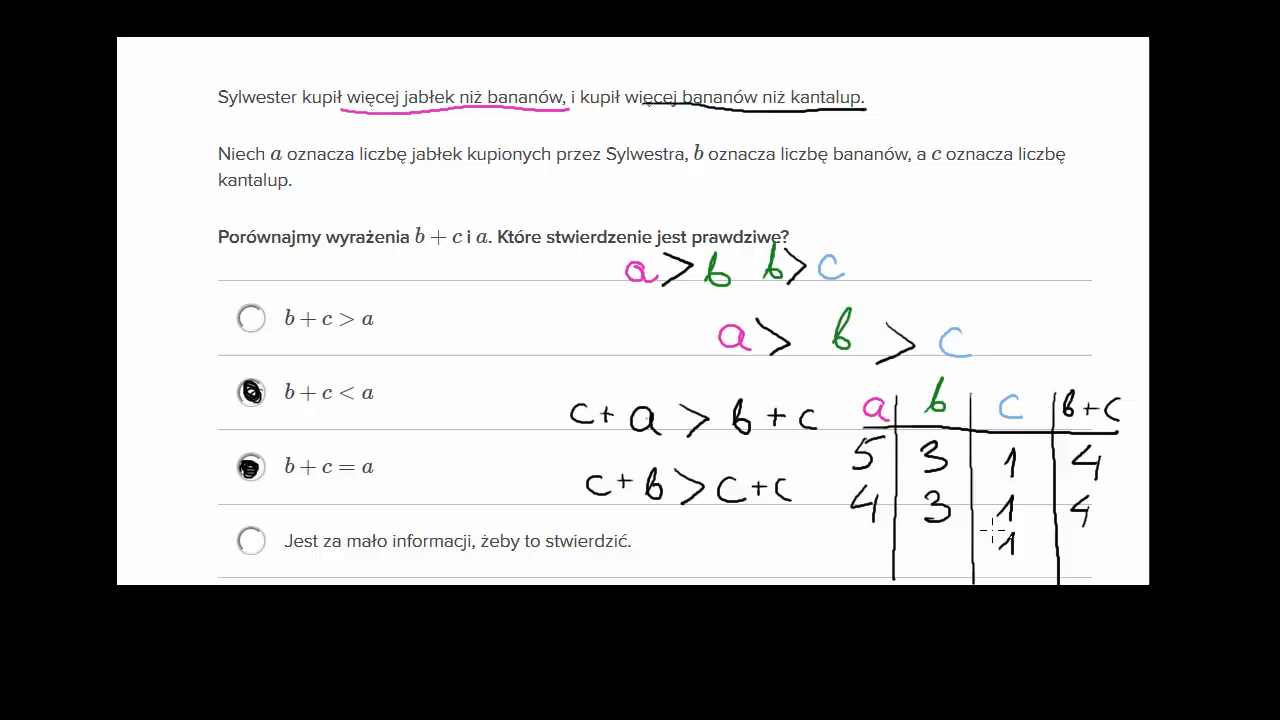 Sylwester kupił więcej jabłek niż bananów, i kupił więcej bananów niż kantalup.
Niech a oznacza liczbę jabłek kupionych przez Sylwestra, b oznacza liczbę bananów, a c oznacza liczbę
kantalup.
Porównajmy wyrażenia b + c i a. Które stwierdzenie jest prawdziwe?
a > b b > c
b + c > a
a > b > c
b + c < a
c + a > b + c
a b c b+c
5 3 1 4
b + c = a
c + b > c + c
4 3 1 4
1
Jest za mało informacji, żeby to stwierdzić.